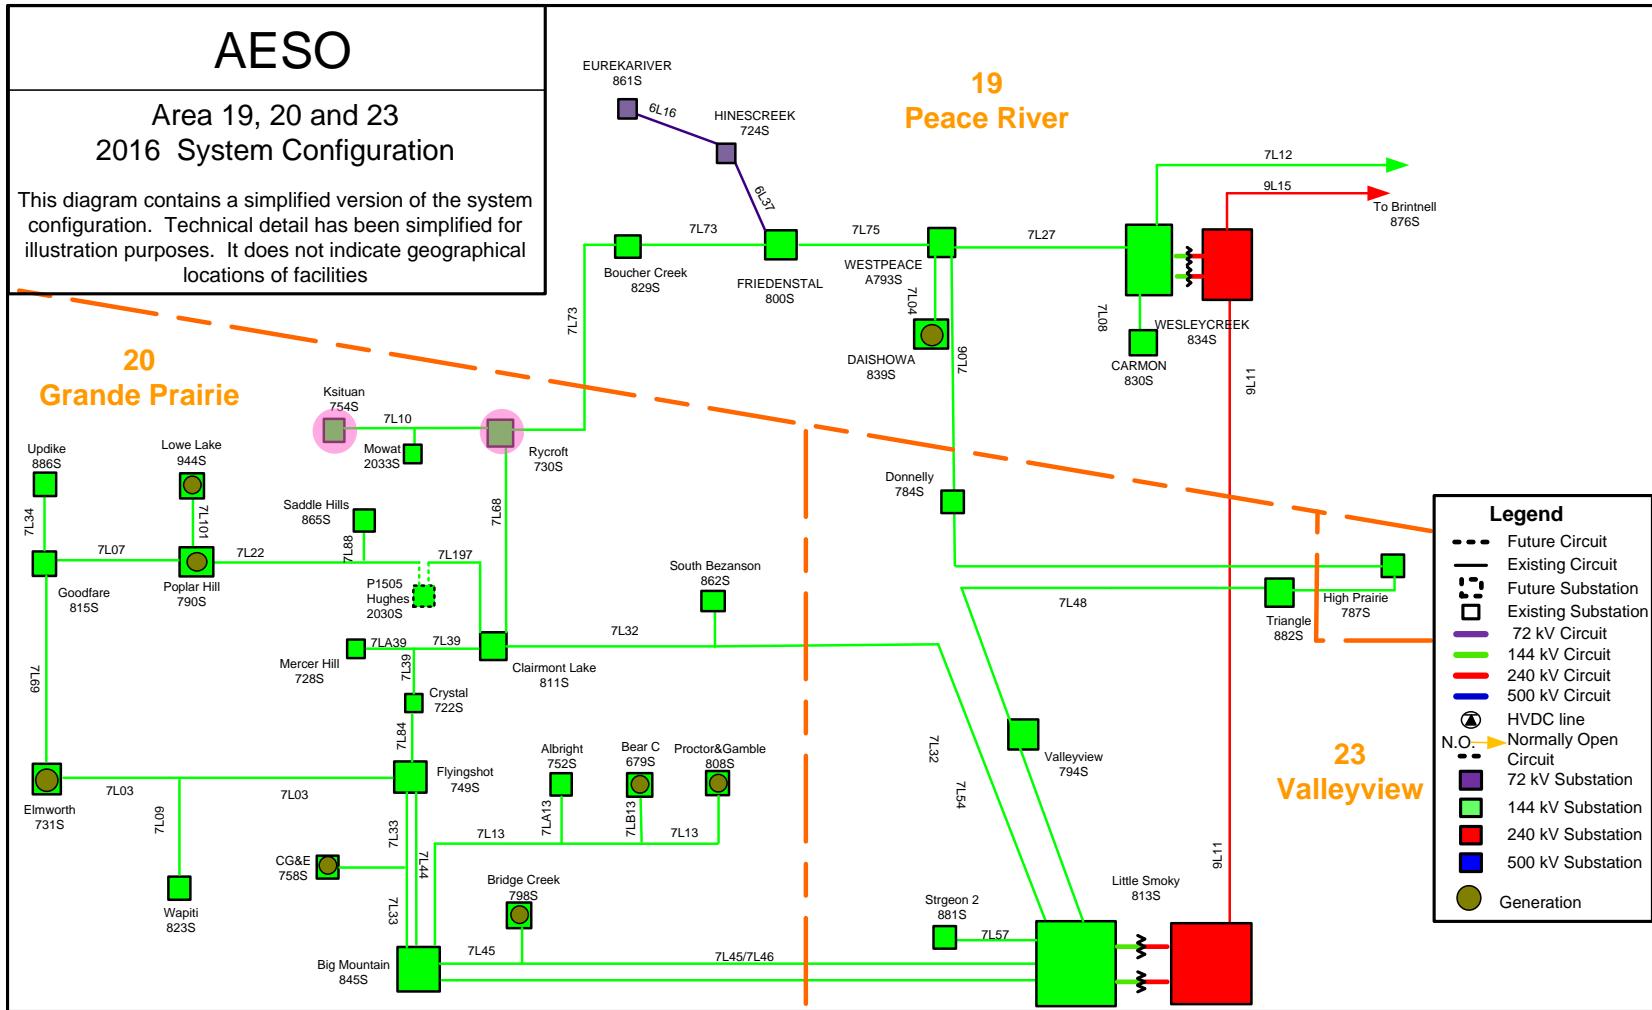 AESO
Area 19, 20 and 23
2016 System Configuration
This diagram contains a simplified version of the system
configuration. Technical detail has been simplified for
illustration purposes. It does not indicate geographical
locations of facilities
19
Peace River
EUREKARIVER
861S
6L16
HINESCREEK
724S
6L37
7L12
9L15
To Brintnell
876S
7L73
Boucher Creek
829S
7L73
FRIEDENSTAL
800S
7L75
WESTPEACE
A793S
7L27
7L04
DAISHOWA
839S
7L06
7L08
WESLEYCREEK
834S
CARMON
830S
9L11
20
Grande Prairie
Ksituan
754S
7L10
Mowat
2033S
Rycroft
730S
Updike
886S
Lowe Lake
944S
7L34
7L101
Saddle Hills
865S
7L88
7L68
7L07
7L22
7L197
Goodfare
815S
Poplar Hill
790S
P1505
Hughes
2030S
South Bezanson
862S
Donnelly
784S
7L48
Triangle
882S
High Prairie
787S
7L69
Mercer Hill
728S
7LA39
7L39
7L39
Clairmont Lake
811S
7L32
Crystal
722S
7L84
Flyingshot
749S
Albright
752S
Bear C
679S
Proctor&Gamble
808S
7L32
7L54
Valleyview
794S
23
Valleyview
Elmworth
731S
7L03
7L03
7L09
Wapiti
823S
7L33
7L44
7L33
CG&E
758S
7L13
7LA13
7LB13
7L13
Bridge Creek
798S
Big Mountain
845S
7L45
7L45/7L46
Strgeon 2
881S
7L57
Little Smoky
813S
9L11
Legend
Future Circuit
Existing Circuit
Future Substation
Existing Substation
72 kV Circuit
144 kV Circuit
240 kV Circuit
500 kV Circuit
HVDC line
N.O.
Normally Open
Circuit
72 kV Substation
144 kV Substation
240 kV Substation
500 kV Substation
Generation